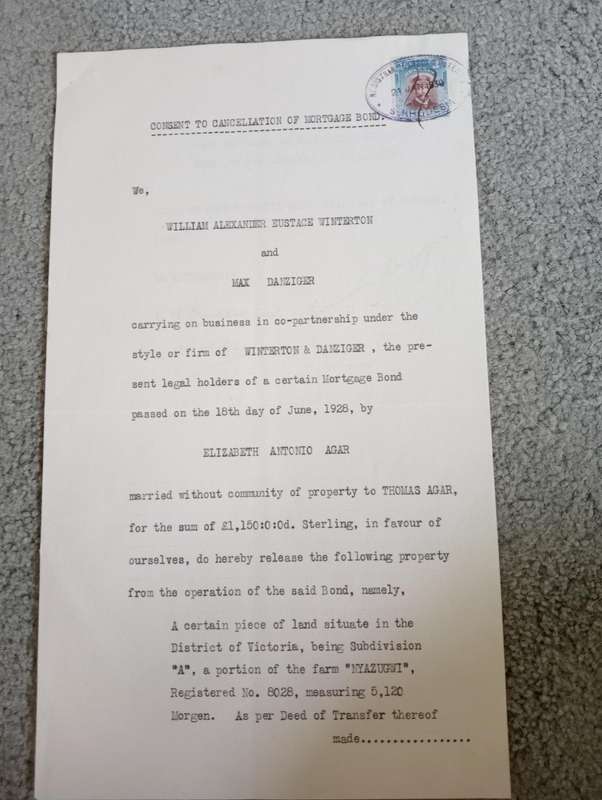 S. RHODESIA
CONSENT TO CANCELLATION OF MORTGAGE BOND.
We,
WILLIAM ALEXANDER EUSTACE WINTERTON
and
MAX DANZIGER
carrying on business in co-partnership under the
style or firm of WINTERTON & DANZIGER , the pre-
sent legal holders of a certain Mortgage Bond
passed on the 18th day of June, 1928, by
ELIZABETH ANTONIO AGAR
married without community of property to THOMAS AGAR,
for the sum of £1,150:0:0d. Sterling, in favour of
ourselves, do hereby release the following property
from the operation of the said Bond, namely,
A certain piece of land situate in the
District of Victoria, being Subdivision
"A", a portion of the farm "NYAZUGWI",
Registered No. 8028, measuring 5,120
Morgen. As per Deed of Transfer thereof
made.................